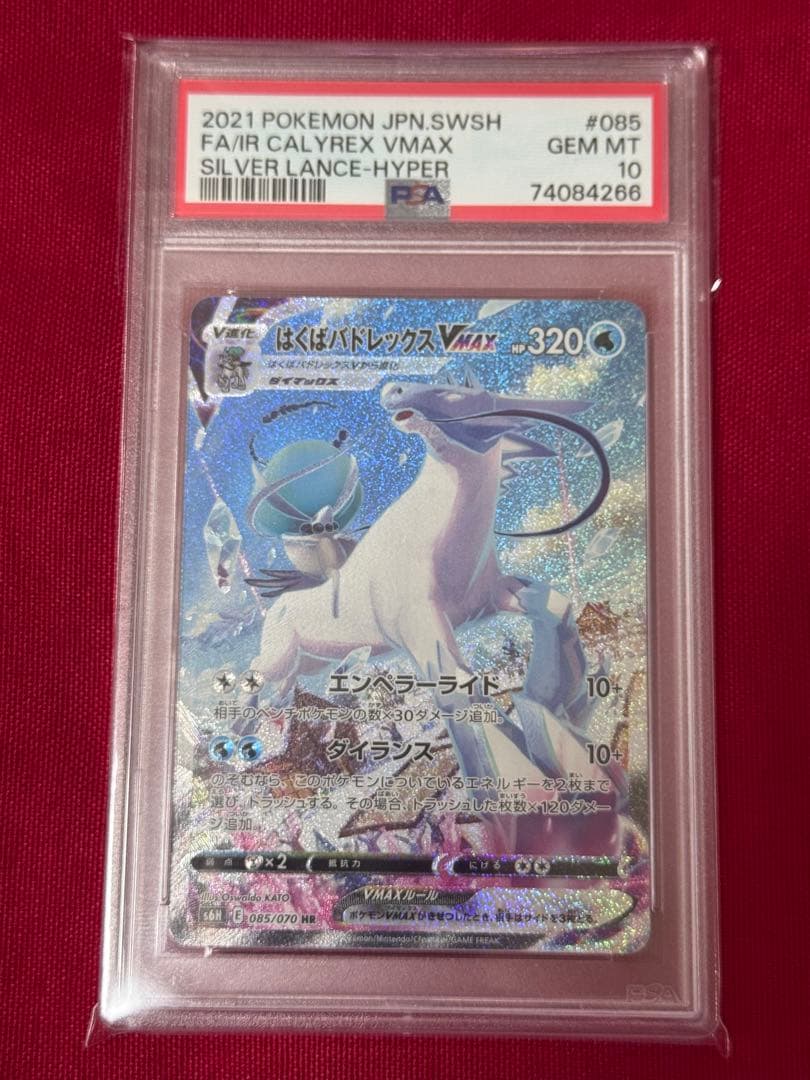 2021 POKEMON JPN.SWSH #085
FA/IR CALYREX VMAX GEM MT
SILVER LANCE-HYPER 10
PSA 74084266
V進化 はくばバドレックスVMAX HP320
はくばバドレックスVから進化
ダイマックス
エンペラーライド 10+
相手のベンチポケモンの数×30ダメージ追加。
ダイランス 10+
のぞむなら、このポケモンについているエネルギーを2枚まで
選び、トラッシュする。その場合、トラッシュした枚数×120ダメー
ジ追加。
弱点 ×2 抵抗力 にげる
Illus. Oswaldo KATO
VMAXルール
s6H E 085/070 HR
ポケモンVMAXがきぜつしたとき、相手はサイドを3枚とる。
Pokémon/Nintendo/Creatures/GAME FREAK
PSA